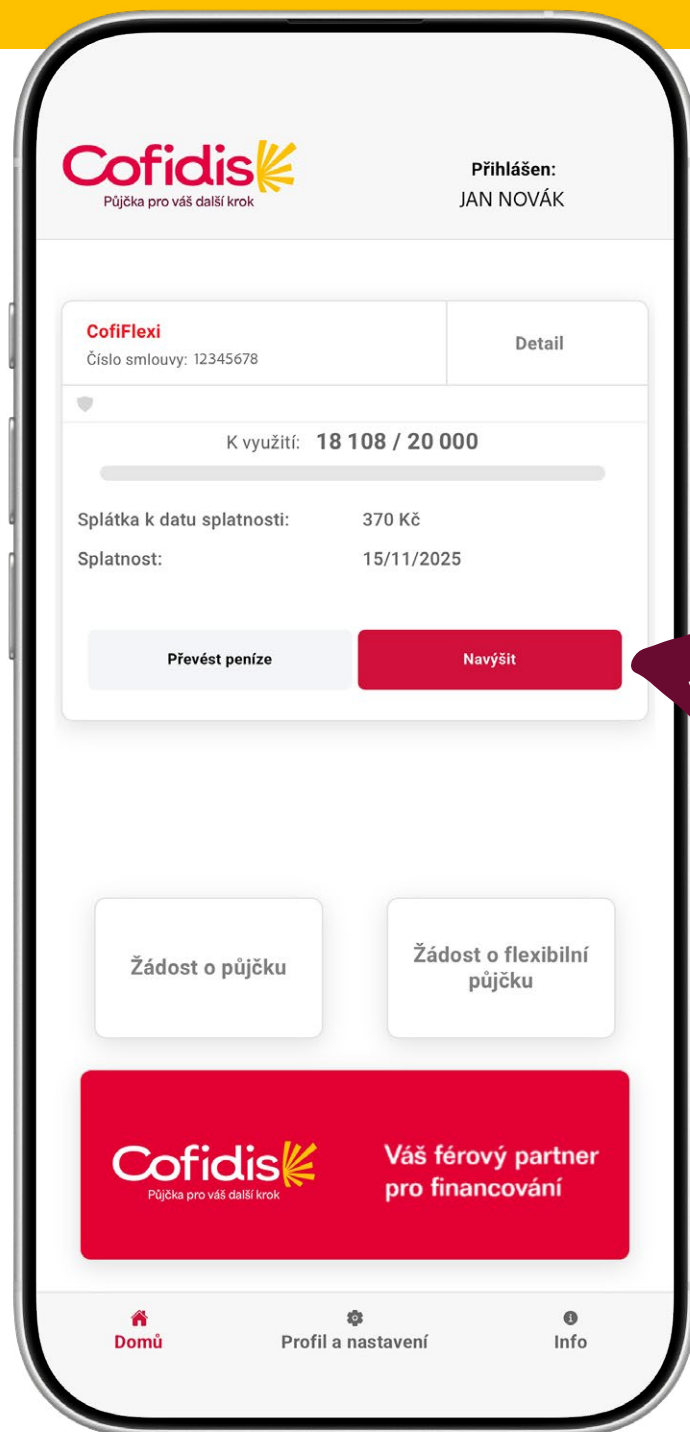 Cofidis
Půjčka pro váš další krok
Přihlášen:
JAN NOVÁK
CofiFlexi
Číslo smlouvy: 12345678
Detail
K využití: 18 108 / 20 000
Splátka k datu splatnosti: 370 Kč
Splatnost: 15/11/2025
Převést peníze
Navýšit
Žádost o půjčku
Žádost o flexibilní
půjčku
Cofidis
Půjčka pro váš další krok
Váš férový partner
pro financování
Domů
Profil a nastavení
Info